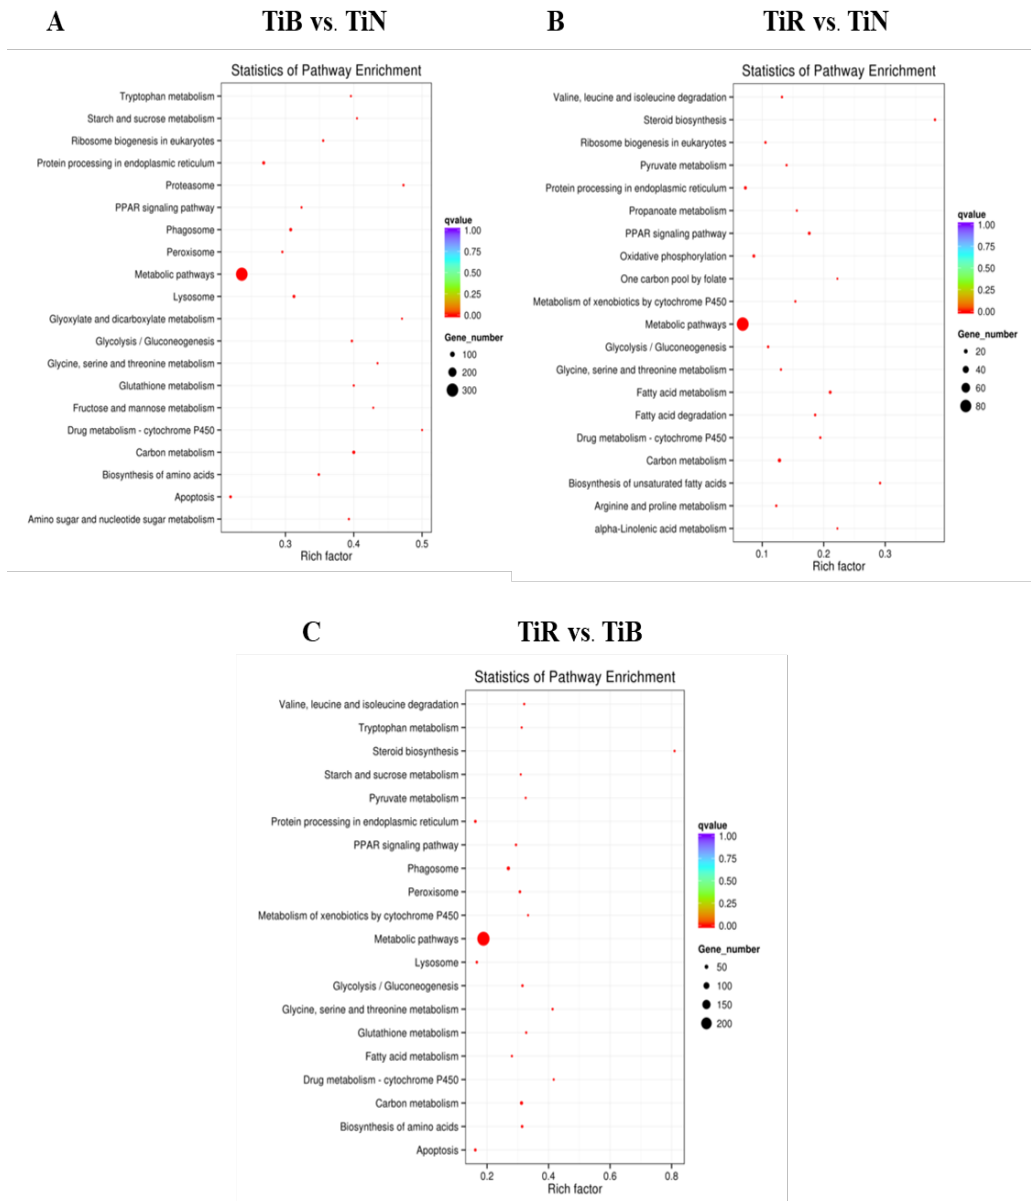 A TiB vs. TiN
Statistics of Pathway Enrichment
Tryptophan metabolism
Starch and sucrose metabolism
Ribosome biogenesis in eukaryotes
Protein processing in endoplasmic reticulum
Proteasome
PPAR signaling pathway
Phagosome
Peroxisome
Metabolic pathways
Lysosome
Glyoxylate and dicarboxylate metabolism
Glycolysis / Gluconeogenesis
Glycine, serine and threonine metabolism
Glutathione metabolism
Fructose and mannose metabolism
Drug metabolism - cytochrome P450
Carbon metabolism
Biosynthesis of amino acids
Apoptosis
Amino sugar and nucleotide sugar metabolism
0.3 0.4 0.5
Rich factor
qvalue
1.00
0.75
0.50
0.25
0.00
Gene_number
100
200
300
B TiR vs. TiN
Statistics of Pathway Enrichment
Valine, leucine and isoleucine degradation
Steroid biosynthesis
Ribosome biogenesis in eukaryotes
Pyruvate metabolism
Protein processing in endoplasmic reticulum
Propanoate metabolism
PPAR signaling pathway
Oxidative phosphorylation
One carbon pool by folate
Metabolism of xenobiotics by cytochrome P450
Metabolic pathways
Glycolysis / Gluconeogenesis
Glycine, serine and threonine metabolism
Fatty acid metabolism
Fatty acid degradation
Drug metabolism - cytochrome P450
Carbon metabolism
Biosynthesis of unsaturated fatty acids
Arginine and proline metabolism
alpha-Linolenic acid metabolism
0.1 0.2 0.3
Rich factor
qvalue
1.00
0.75
0.50
0.25
0.00
Gene_number
20
40
60
80
C TiR vs. TiB
Statistics of Pathway Enrichment
Valine, leucine and isoleucine degradation
Tryptophan metabolism
Steroid biosynthesis
Starch and sucrose metabolism
Pyruvate metabolism
Protein processing in endoplasmic reticulum
PPAR signaling pathway
Phagosome
Peroxisome
Metabolism of xenobiotics by cytochrome P450
Metabolic pathways
Lysosome
Glycolysis / Gluconeogenesis
Glycine, serine and threonine metabolism
Glutathione metabolism
Fatty acid metabolism
Drug metabolism - cytochrome P450
Carbon metabolism
Biosynthesis of amino acids
Apoptosis
0.2 0.4 0.6 0.8
Rich factor
qvalue
1.00
0.75
0.50
0.25
0.00
Gene_number
50
100
150
200